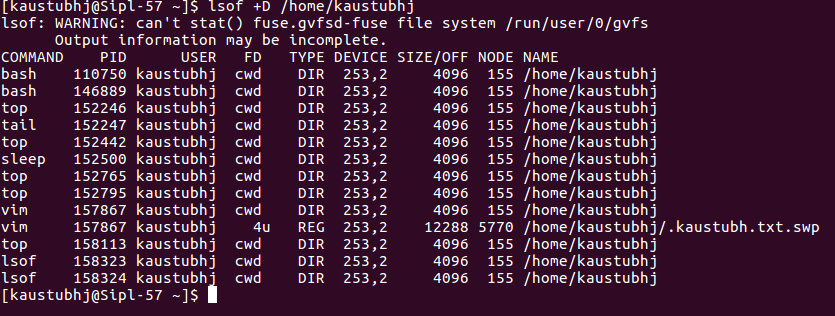 [kaustubhj@Sipl-57 ~]$ lsof +D /home/kaustubhj
lsof: WARNING: can't stat() fuse.gvfsd-fuse file system /run/user/0/gvfs
      Output information may be incomplete.
COMMAND    PID      USER   FD   TYPE DEVICE SIZE/OFF NODE NAME
bash    110750 kaustubhj  cwd    DIR  253,2     4096  155 /home/kaustubhj
bash    146889 kaustubhj  cwd    DIR  253,2     4096  155 /home/kaustubhj
top     152246 kaustubhj  cwd    DIR  253,2     4096  155 /home/kaustubhj
tail    152247 kaustubhj  cwd    DIR  253,2     4096  155 /home/kaustubhj
top     152442 kaustubhj  cwd    DIR  253,2     4096  155 /home/kaustubhj
sleep   152500 kaustubhj  cwd    DIR  253,2     4096  155 /home/kaustubhj
top     152765 kaustubhj  cwd    DIR  253,2     4096  155 /home/kaustubhj
top     152795 kaustubhj  cwd    DIR  253,2     4096  155 /home/kaustubhj
vim     157867 kaustubhj  cwd    DIR  253,2     4096  155 /home/kaustubhj
vim     157867 kaustubhj    4u   REG  253,2    12288 5770 /home/kaustubhj/.kaustubh.txt.swp
top     158113 kaustubhj  cwd    DIR  253,2     4096  155 /home/kaustubhj
lsof    158323 kaustubhj  cwd    DIR  253,2     4096  155 /home/kaustubhj
lsof    158324 kaustubhj  cwd    DIR  253,2     4096  155 /home/kaustubhj
[kaustubhj@Sipl-57 ~]$